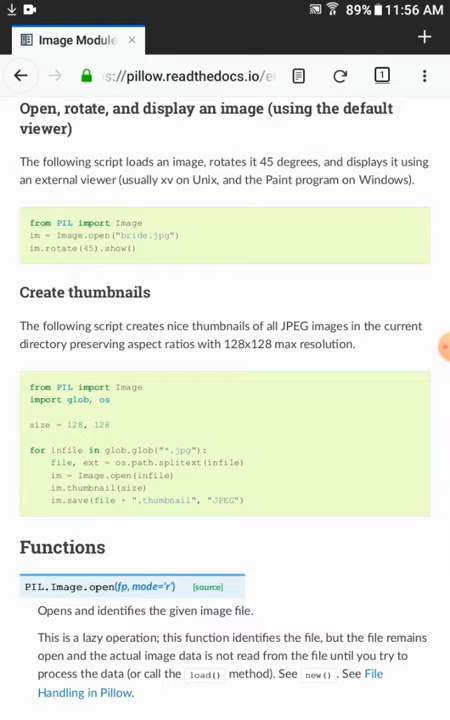 89% 11:56 AM
Image Module
s://pillow.readthedocs.io/e
1
Open, rotate, and display an image (using the default
viewer)
The following script loads an image, rotates it 45 degrees, and displays it using
an external viewer (usually xv on Unix, and the Paint program on Windows).
from PIL import Image
im = Image.open("bride.jpg")
im.rotate(45).show()
Create thumbnails
The following script creates nice thumbnails of all JPEG images in the current
directory preserving aspect ratios with 128x128 max resolution.
from PIL import Image
import glob, os
size = 128, 128
for infile in glob.glob("*.jpg"):
    file, ext = os.path.splitext(infile)
    im = Image.open(infile)
    im.thumbnail(size)
    im.save(file + ".thumbnail", "JPEG")
Functions
PIL.Image.open(fp, mode='r') [source]
Opens and identifies the given image file.
This is a lazy operation; this function identifies the file, but the file remains
open and the actual image data is not read from the file until you try to
process the data (or call the load() method). See new(). See File
Handling in Pillow.